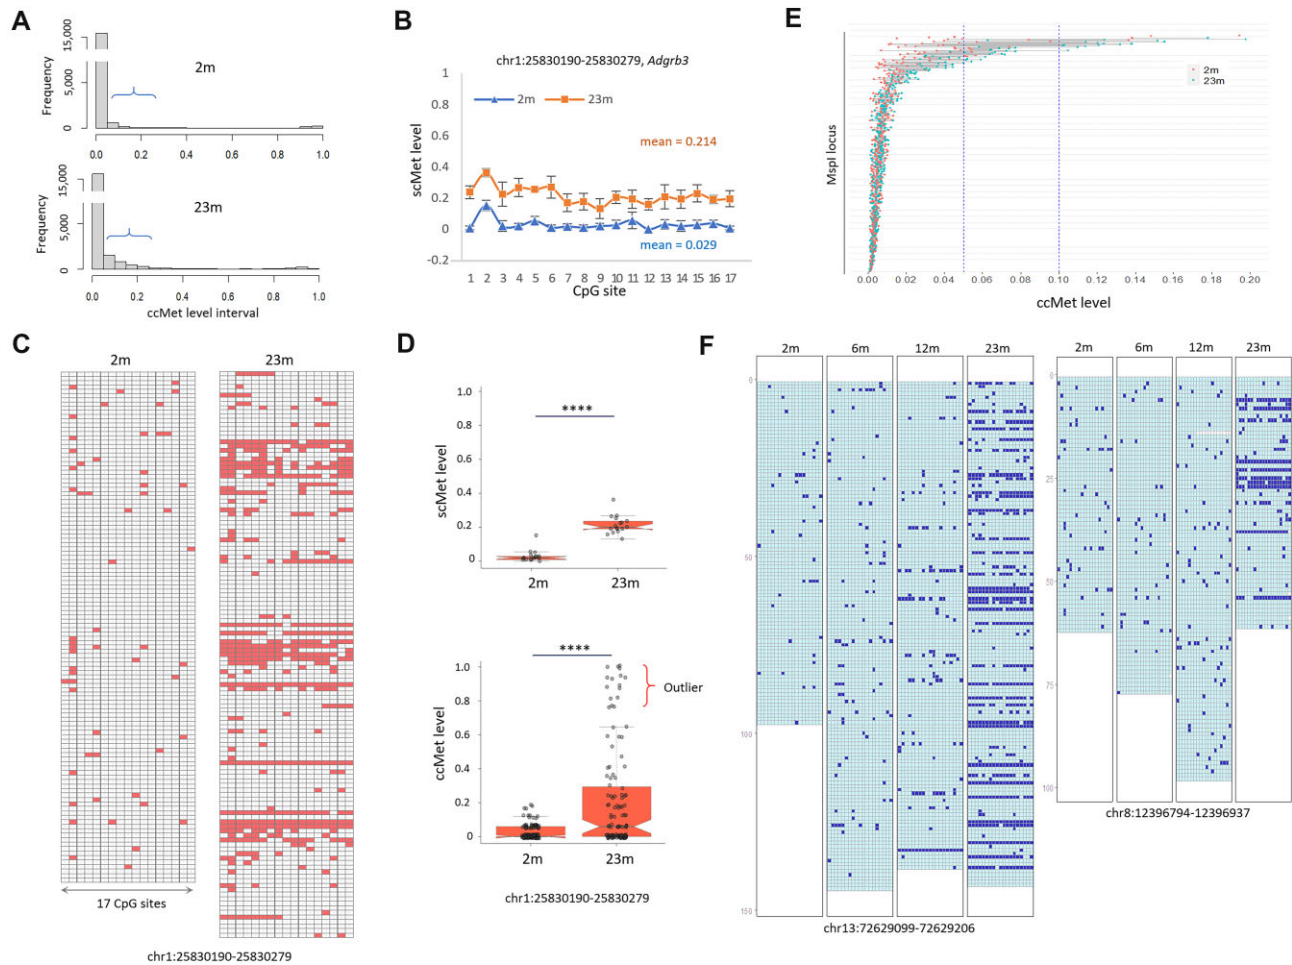 A
15,000
5,000
0
Frequency
2m
0.0 0.2 0.4 0.6 0.8 1.0
15,000
5,000
0
Frequency
23m
0.0 0.2 0.4 0.6 0.8 1.0
ccMet level interval
B
chr1:25830190-25830279, Adgrb3
2m 23m
1
0.8
0.6
0.4
0.2
0
-0.2
scMet level
mean = 0.214
mean = 0.029
1 2 3 4 5 6 7 8 9 10 11 12 13 14 15 16 17
CpG site
E
MspI locus
2m
23m
0.00 0.02 0.04 0.06 0.08 0.10 0.12 0.14 0.16 0.18 0.20
ccMet level
C
2m 23m
17 CpG sites
chr1:25830190-25830279
D
1.0
0.8
0.6
0.4
0.2
0
scMet level
****
2m 23m
1.0
0.8
0.6
0.4
0.2
0
ccMet level
****
Outlier
2m 23m
chr1:25830190-25830279
F
2m 6m 12m 23m
0
50
100
150
chr13:72629099-72629206
2m 6m 12m 23m
0
25
50
75
100
chr8:12396794-12396937